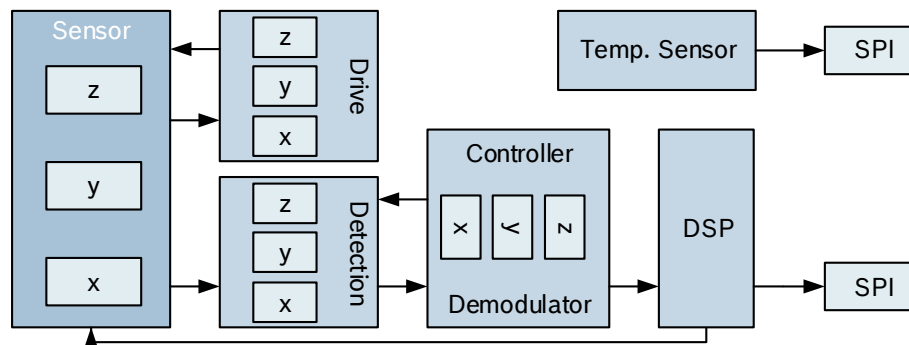 Sensor
z
y
x
z
y
x
Drive
z
y
x
Detection
Controller
x y z
Demodulator
DSP
Temp. Sensor
SPI
SPI